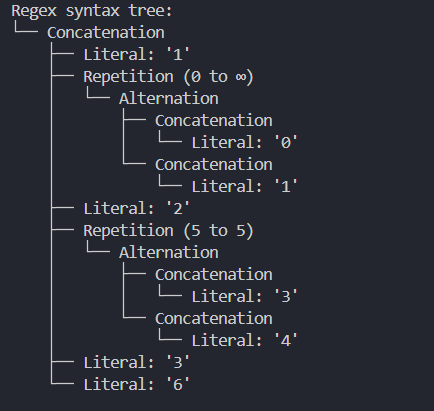 Regex syntax tree:
└── Concatenation
    ├── Literal: '1'
    ├── Repetition (0 to ∞)
    │   └── Alternation
    │       ├── Concatenation
    │       │   └── Literal: '0'
    │       └── Concatenation
    │           └── Literal: '1'
    ├── Literal: '2'
    ├── Repetition (5 to 5)
    │   └── Alternation
    │       ├── Concatenation
    │       │   └── Literal: '3'
    │       └── Concatenation
    │           └── Literal: '4'
    ├── Literal: '3'
    └── Literal: '6'